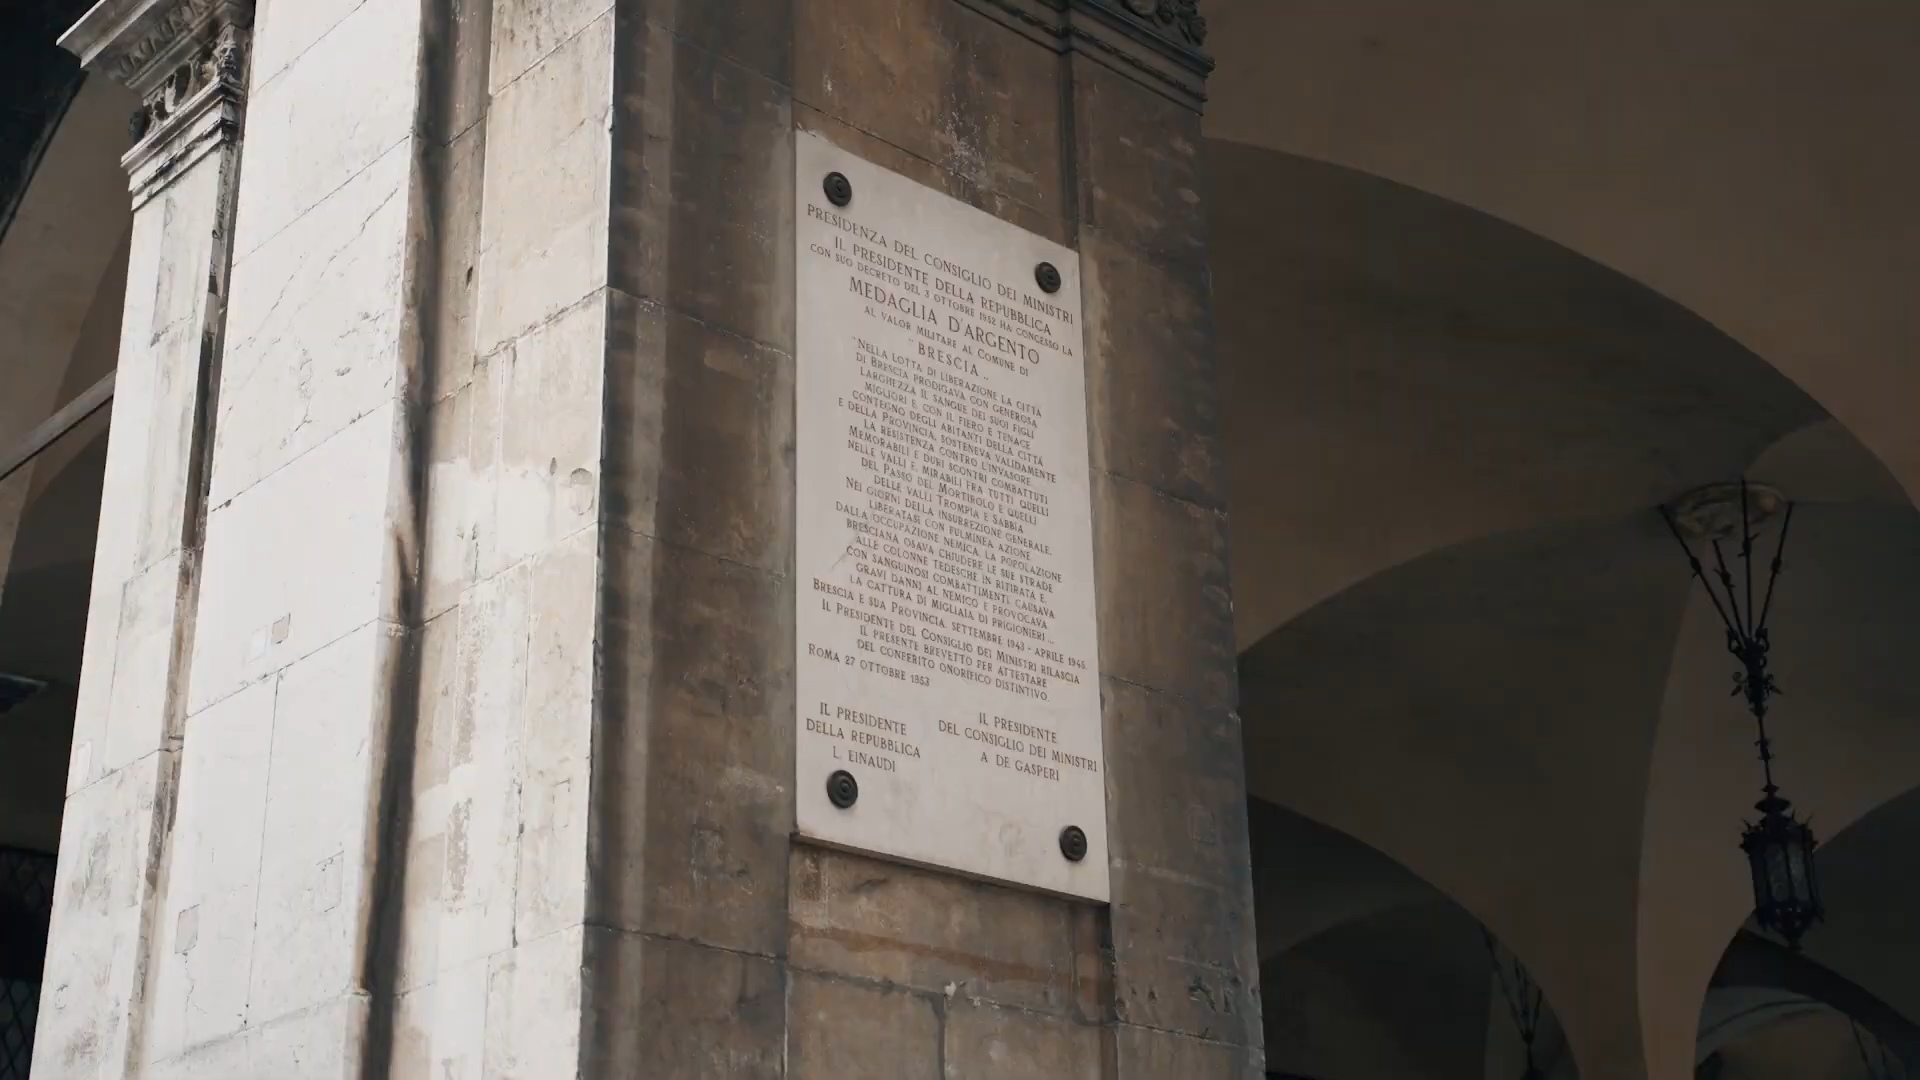 PRESIDENZA DEL CONSIGLIO DEI MINISTRI
IL PRESIDENTE DELLA REPUBBLICA
CON SUO DECRETO DEL 3 OTTOBRE 1952 HA CONCESSO LA
MEDAGLIA D'ARGENTO
AL VALOR MILITARE AL COMUNE DI
" BRESCIA "
"NELLA LOTTA DI LIBERAZIONE LA CITTÀ
DI BRESCIA PRODIGAVA CON GENEROSA
LARGHEZZA IL SANGUE DEI SUOI FIGLI
MIGLIORI E, CON IL FIERO E TENACE
CONTEGNO DEGLI ABITANTI DELLA CITTÀ
E DELLA PROVINCIA, SOSTENEVA VALIDAMENTE
LA RESISTENZA CONTRO L'INVASORE.
MEMORABILI E DURI SCONTRI COMBATTUTI
NELLE VALLI E, MIRABILI FRA TUTTI QUELLI
DEL PASSO DEL MORTIROLO E QUELLI
DELLE VALLI TROMPIA E SABBIA.
NEI GIORNI DELLA INSURREZIONE GENERALE,
LIBERATASI CON FULMINEA AZIONE
DALLA OCCUPAZIONE NEMICA, LA POPOLAZIONE
BRESCIANA OSAVA CHIUDERE LE SUE STRADE
ALLE COLONNE TEDESCHE IN RITIRATA E,
CON SANGUINOSI COMBATTIMENTI, CAUSAVA
GRAVI DANNI AL NEMICO E PROVOCAVA
LA CATTURA DI MIGLIAIA DI PRIGIONIERI ...
BRESCIA E SUA PROVINCIA, SETTEMBRE 1943 - APRILE 1945.
IL PRESIDENTE DEL CONSIGLIO DEI MINISTRI RILASCIA
IL PRESENTE BREVETTO PER ATTESTARE
DEL CONFERITO ONORIFICO DISTINTIVO.
ROMA 27 OTTOBRE 1953
IL PRESIDENTE
DELLA REPUBBLICA
L. EINAUDI
IL PRESIDENTE
DEL CONSIGLIO DEI MINISTRI
A DE GASPERI